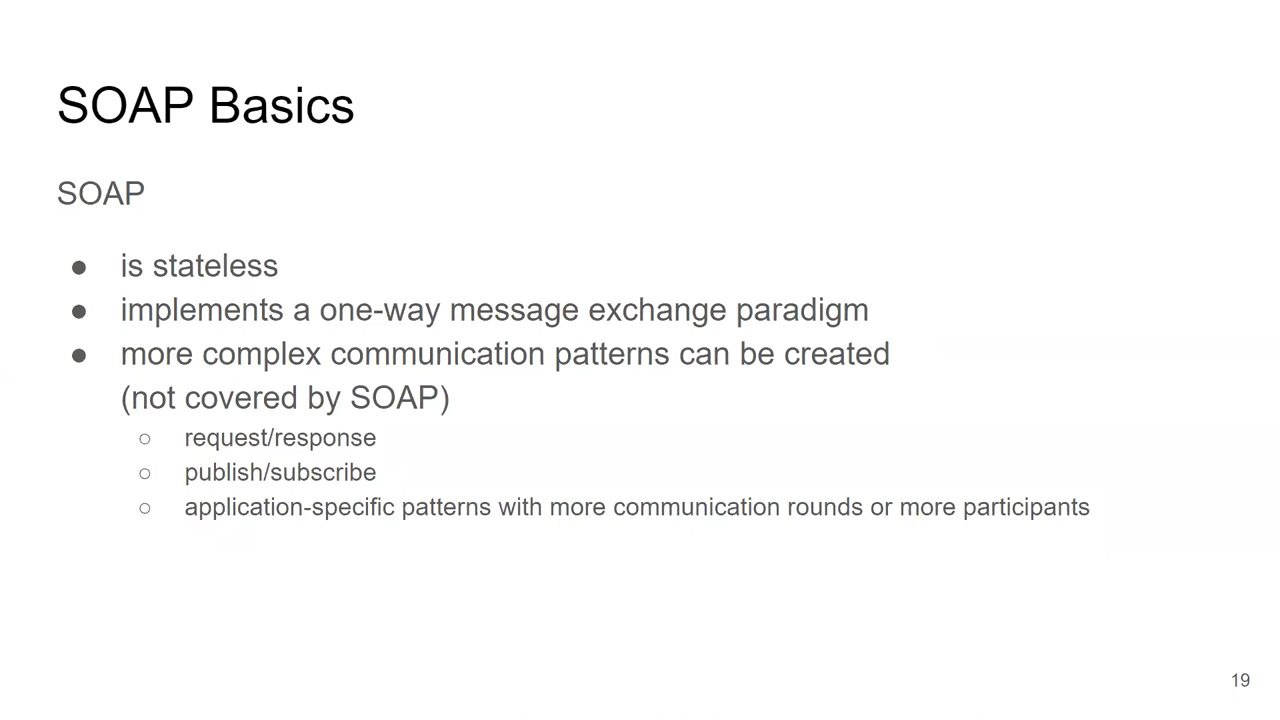 SOAP Basics
SOAP
● is stateless
● implements a one-way message exchange paradigm
● more complex communication patterns can be created
(not covered by SOAP)
○ request/response
○ publish/subscribe
○ application-specific patterns with more communication rounds or more participants
19